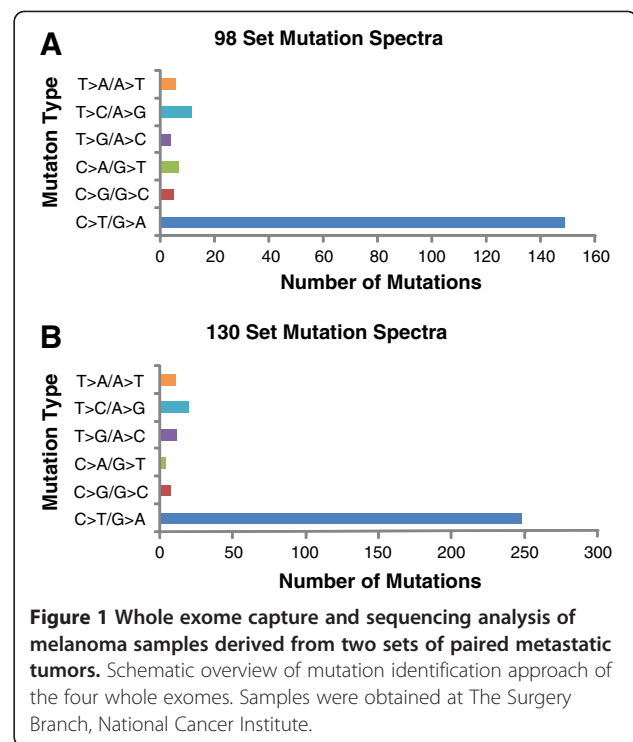 A
98 Set Mutation Spectra
Mutaton Type
T>A/A>T
T>C/A>G
T>G/A>C
C>A/G>T
C>G/G>C
C>T/G>A
0 20 40 60 80 100 120 140 160
Number of Mutations
B
130 Set Mutation Spectra
Mutation Type
T>A/A>T
T>C/A>G
T>G/A>C
C>A/G>T
C>G/G>C
C>T/G>A
0 50 100 150 200 250 300
Number of Mutations
Figure 1 Whole exome capture and sequencing analysis of
melanoma samples derived from two sets of paired metastatic
tumors. Schematic overview of mutation identification approach of
the four whole exomes. Samples were obtained at The Surgery
Branch, National Cancer Institute.